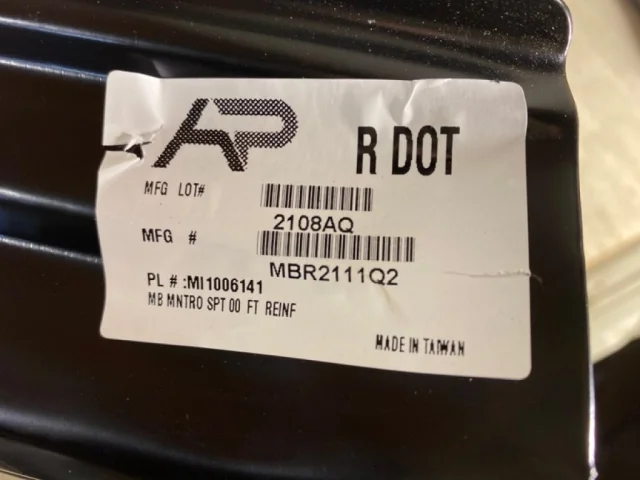 AP R DOT
MFG LOT#
2108AQ
MFG #
MBR2111Q2
PL # :MI1006141
MB MNTRO SPT 00 FT REINF
MADE IN TAIWAN